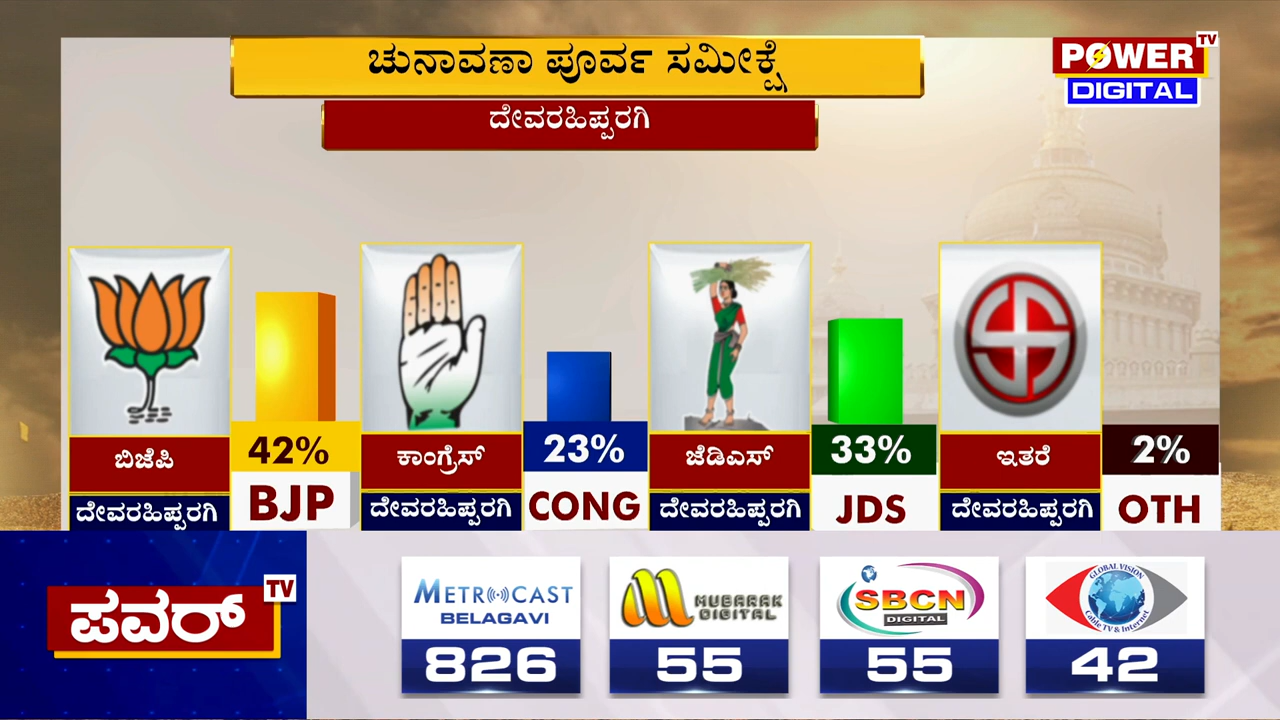 ಚುನಾವಣಾ ಪೂರ್ವ ಸಮೀಕ್ಷೆ
ದೇವರಹಿಪ್ಪರಗಿ
POWER TV
DIGITAL
ಬಿಜೆಪಿ
ದೇವರಹಿಪ್ಪರಗಿ
42%
BJP
ಕಾಂಗ್ರೆಸ್
ದೇವರಹಿಪ್ಪರಗಿ
23%
CONG
ಜೆಡಿಎಸ್
ದೇವರಹಿಪ್ಪರಗಿ
33%
JDS
ಇತರೆ
ದೇವರಹಿಪ್ಪರಗಿ
2%
OTH
ಪವರ್ TV
METROCAST
BELAGAVI
826
MUBARAK
DIGITAL
55
SBCN
DIGITAL
55
GLOBAL VISION
Cable TV & Internet
42